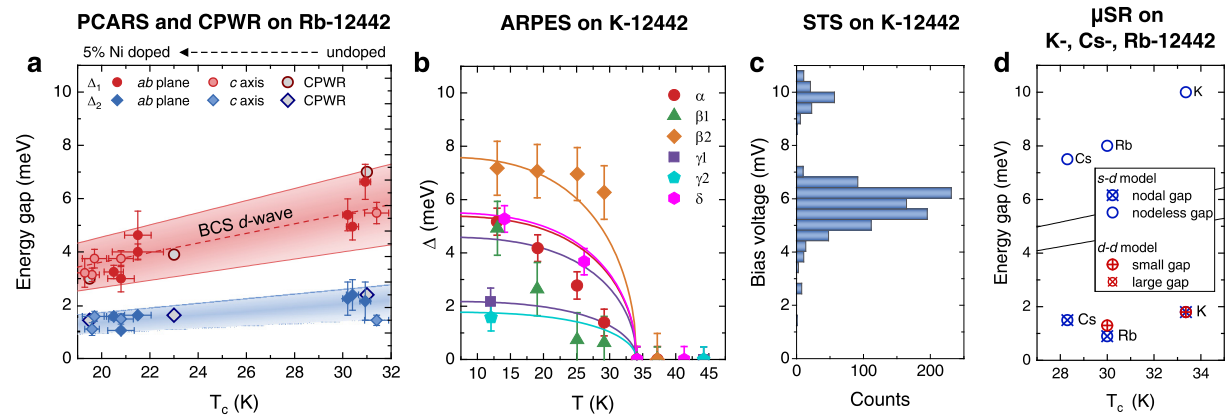 PCARS and CPWR on Rb-12442
5% Ni doped
undoped
a
Δ1 ab plane c axis CPWR
Δ2 ab plane c axis CPWR
BCS d-wave
Energy gap (meV)
10
8
6
4
2
0
20 22 24 26 28 30 32
Tc (K)
ARPES on K-12442
b
α
β1
β2
γ1
γ2
δ
Δ (meV)
10
8
6
4
2
0
10 15 20 25 30 35 40 45
T (K)
STS on K-12442
c
Bias voltage (mV)
10
8
6
4
2
0
0 100 200
Counts
μSR on
K-, Cs-, Rb-12442
d
K
Rb
Cs
s-d model
nodal gap
nodeless gap
d-d model
small gap
large gap
Cs
Rb
K
Energy gap (meV)
10
8
6
4
2
0
28 30 32 34
Tc (K)